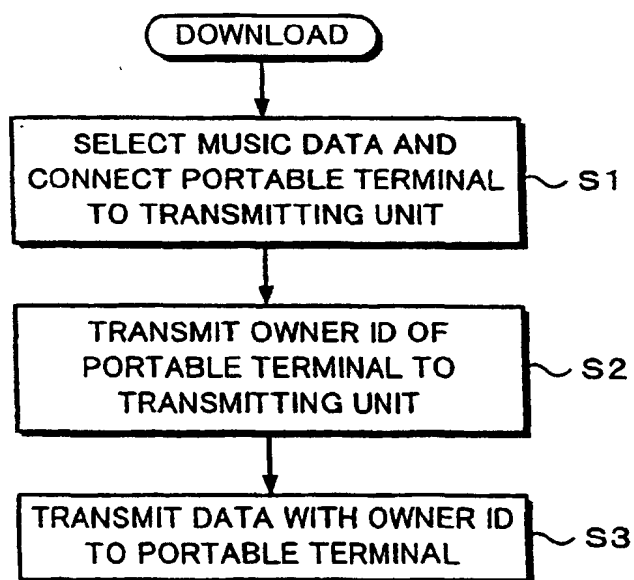 DOWNLOAD
SELECT MUSIC DATA AND
CONNECT PORTABLE TERMINAL
TO TRANSMITTING UNIT
S1
TRANSMIT OWNER ID OF
PORTABLE TERMINAL TO
TRANSMITTING UNIT
S2
TRANSMIT DATA WITH OWNER ID
TO PORTABLE TERMINAL
S3